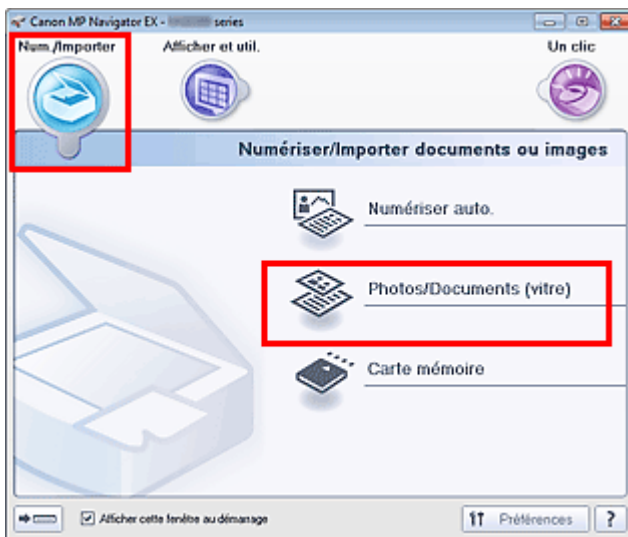 Canon MP Navigator EX - series
Num./Importer
Afficher et util.
Un clic
Numériser/Importer documents ou images
Numériser auto.
Photos/Documents (vitre)
Carte mémoire
Afficher cette fenêtre au démarrage
Préférences
?